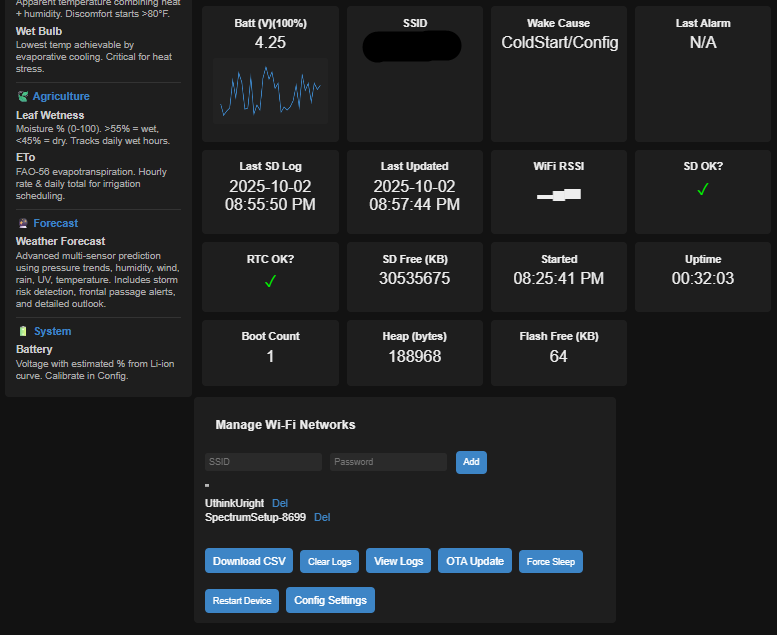 Apparent temperature combining heat
+ humidity. Discomfort starts >80°F.
Wet Bulb
Lowest temp achievable by
evaporative cooling. Critical for heat
stress.
Agriculture
Leaf Wetness
Moisture % (0-100). >55% = wet,
<45% = dry. Tracks daily wet hours.
ETo
FAO-56 evapotranspiration. Hourly
rate & daily total for irrigation
scheduling.
Forecast
Weather Forecast
Advanced multi-sensor prediction
using pressure trends, humidity, wind,
rain, UV, temperature. Includes storm
risk detection, frontal passage alerts,
and detailed outlook.
System
Battery
Voltage with estimated % from Li-ion
curve. Calibrate in Config.
Batt (V)(100%)
4.25
SSID
Wake Cause
ColdStart/Config
Last Alarm
N/A
Last SD Log
2025-10-02
08:55:50 PM
Last Updated
2025-10-02
08:57:44 PM
WiFi RSSI
SD OK?
✓
RTC OK?
✓
SD Free (KB)
30535675
Started
08:25:41 PM
Uptime
00:32:03
Boot Count
1
Heap (bytes)
188968
Flash Free (KB)
64
Manage Wi-Fi Networks
SSID Password Add
UthinkUright Del
SpectrumSetup-8699 Del
Download CSV Clear Logs View Logs OTA Update Force Sleep
Restart Device Config Settings